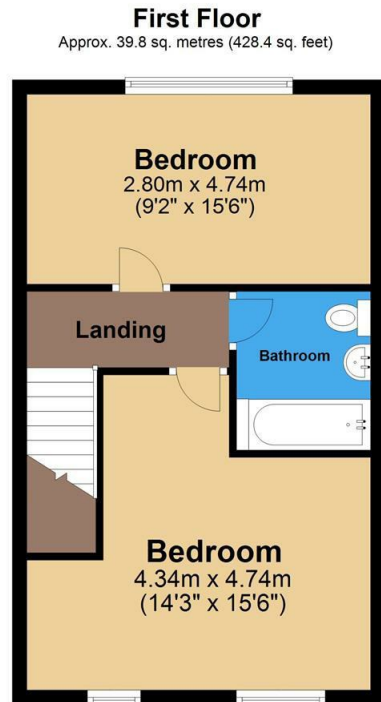 First Floor
Approx. 39.8 sq. metres (428.4 sq. feet)
Bedroom
2.80m x 4.74m
(9'2" x 15'6")
Landing
Bathroom
Bedroom
4.34m x 4.74m
(14'3" x 15'6")